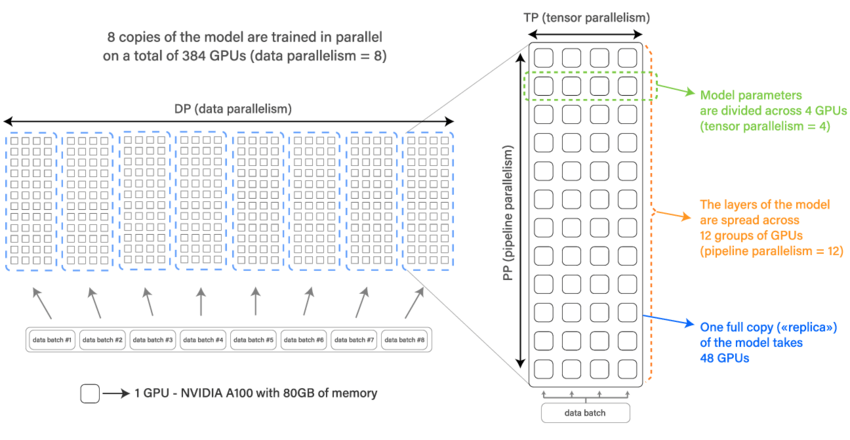 8 copies of the model are trained in parallel
on a total of 384 GPUs (data parallelism = 8)
DP (data parallelism)
data batch #1
data batch #2
data batch #3
data batch #4
data batch #5
data batch #6
data batch #7
data batch #8
1 GPU - NVIDIA A100 with 80GB of memory
TP (tensor parallelism)
PP (pipeline parallelism)
data batch
Model parameters
are divided across 4 GPUs
(tensor parallelism = 4)
The layers of the model
are spread across
12 groups of GPUs
(pipeline parallelism = 12)
One full copy («replica»)
of the model takes
48 GPUs